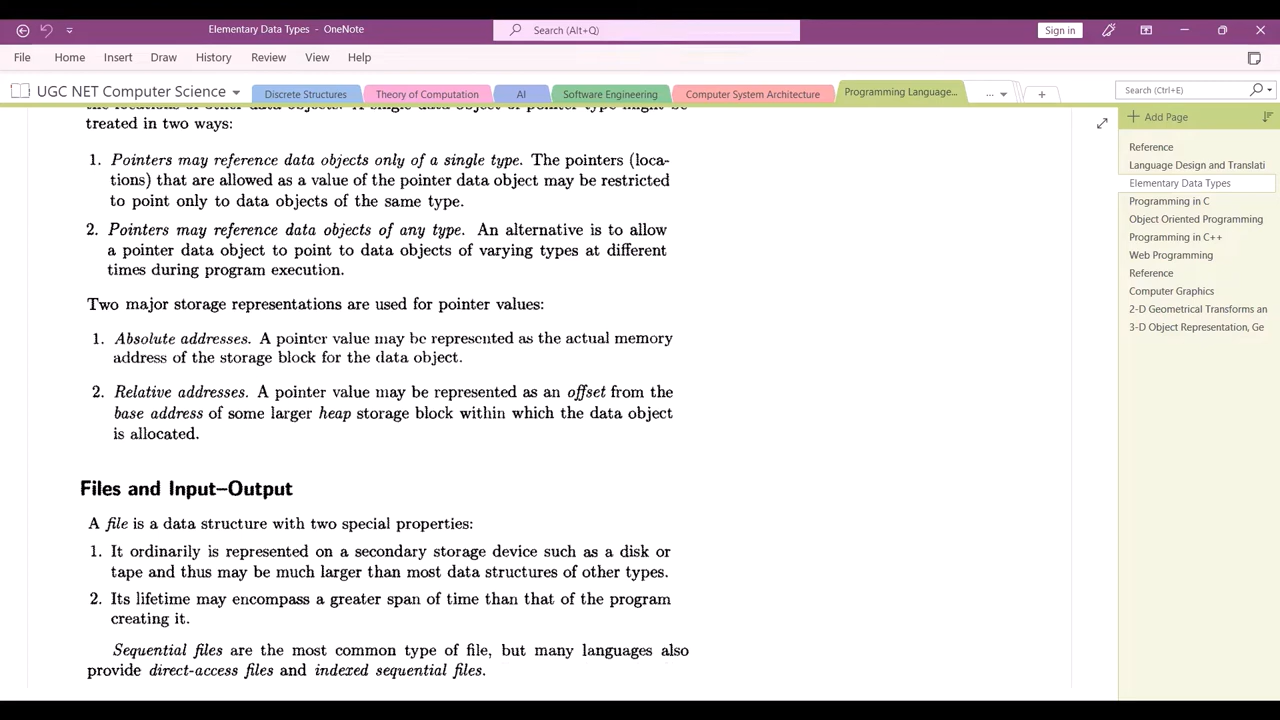 Elementary Data Types - OneNote
Search (Alt+Q)
Sign in
File Home Insert Draw History Review View Help
UGC NET Computer Science
Discrete Structures Theory of Computation AI Software Engineering Computer System Architecture Programming Language... ...
Search (Ctrl+E)
Add Page
Reference
Language Design and Translati
Elementary Data Types
Programming in C
Object Oriented Programming
Programming in C++
Web Programming
Reference
Computer Graphics
2-D Geometrical Transforms an
3-D Object Representation, Ge
the locations of other data objects. A single data object of pointer type might be
treated in two ways:
1. Pointers may reference data objects only of a single type. The pointers (loca-
tions) that are allowed as a value of the pointer data object may be restricted
to point only to data objects of the same type.
2. Pointers may reference data objects of any type. An alternative is to allow
a pointer data object to point to data objects of varying types at different
times during program execution.
Two major storage representations are used for pointer values:
1. Absolute addresses. A pointer value may be represented as the actual memory
address of the storage block for the data object.
2. Relative addresses. A pointer value may be represented as an offset from the
base address of some larger heap storage block within which the data object
is allocated.
Files and Input–Output
A file is a data structure with two special properties:
1. It ordinarily is represented on a secondary storage device such as a disk or
tape and thus may be much larger than most data structures of other types.
2. Its lifetime may encompass a greater span of time than that of the program
creating it.
Sequential files are the most common type of file, but many languages also
provide direct-access files and indexed sequential files.